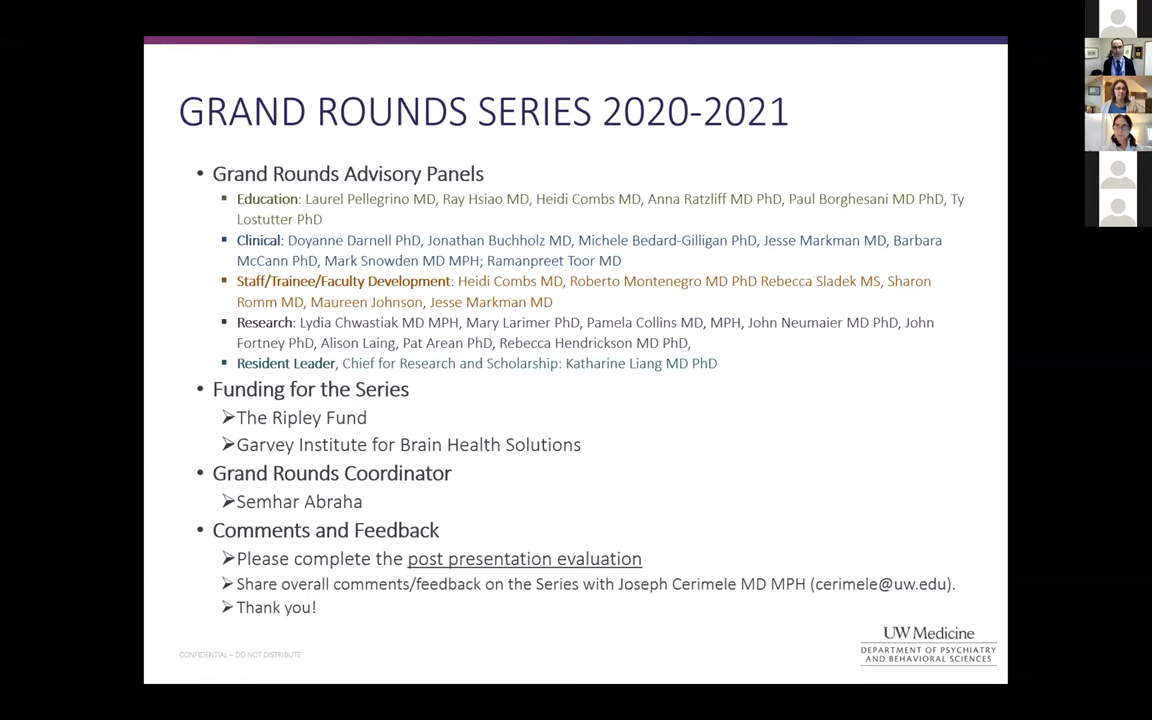 GRAND ROUNDS SERIES 2020-2021
• Grand Rounds Advisory Panels
▪ Education: Laurel Pellegrino MD, Ray Hsiao MD, Heidi Combs MD, Anna Ratzliff MD PhD, Paul Borghesani MD PhD, Ty
Lostutter PhD
▪ Clinical: Doyanne Darnell PhD, Jonathan Buchholz MD, Michele Bedard-Gilligan PhD, Jesse Markman MD, Barbara
McCann PhD, Mark Snowden MD MPH; Ramanpreet Toor MD
▪ Staff/Trainee/Faculty Development: Heidi Combs MD, Roberto Montenegro MD PhD Rebecca Sladek MS, Sharon
Romm MD, Maureen Johnson, Jesse Markman MD
▪ Research: Lydia Chwastiak MD MPH, Mary Larimer PhD, Pamela Collins MD, MPH, John Neumaier MD PhD, John
Fortney PhD, Alison Laing, Pat Arean PhD, Rebecca Hendrickson MD PhD,
▪ Resident Leader, Chief for Research and Scholarship: Katharine Liang MD PhD
• Funding for the Series
➢The Ripley Fund
➢Garvey Institute for Brain Health Solutions
• Grand Rounds Coordinator
➢Semhar Abraha
• Comments and Feedback
➢Please complete the post presentation evaluation
➢Share overall comments/feedback on the Series with Joseph Cerimele MD MPH (cerimele@uw.edu).
➢Thank you!
UW Medicine
DEPARTMENT OF PSYCHIATRY
AND BEHAVIORAL SCIENCES
CONFIDENTIAL – DO NOT DISTRIBUTE